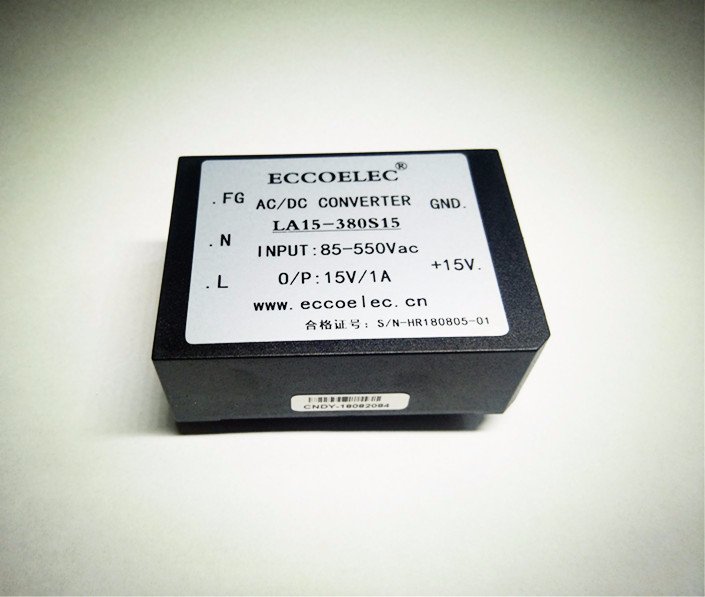 ECCOELEC®
.FG
AC/DC CONVERTER
GND.
LA15-380S15
.N
INPUT:85-550Vac
+15V.
.L
O/P:15V/1A
www.eccoelec.cn
合格证号: S/N-HR180805-01
CNDY-18082084